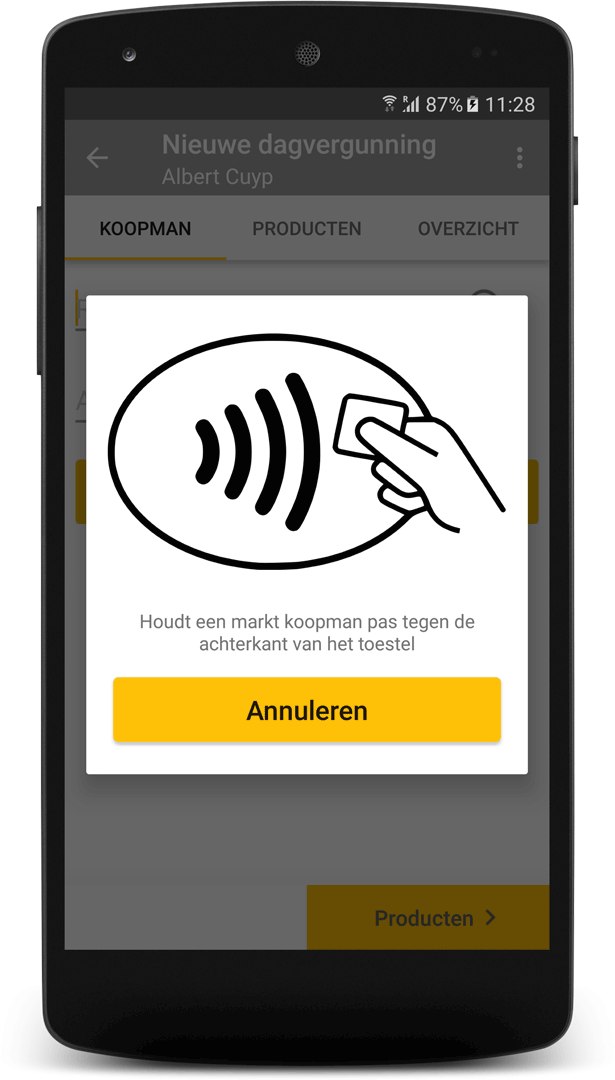 R 87% 11:28
Nieuwe dagvergunning
Albert Cuyp
KOOPMAN PRODUCTEN OVERZICHT
Houdt een markt koopman pas tegen de
achterkant van het toestel
Annuleren
Producten